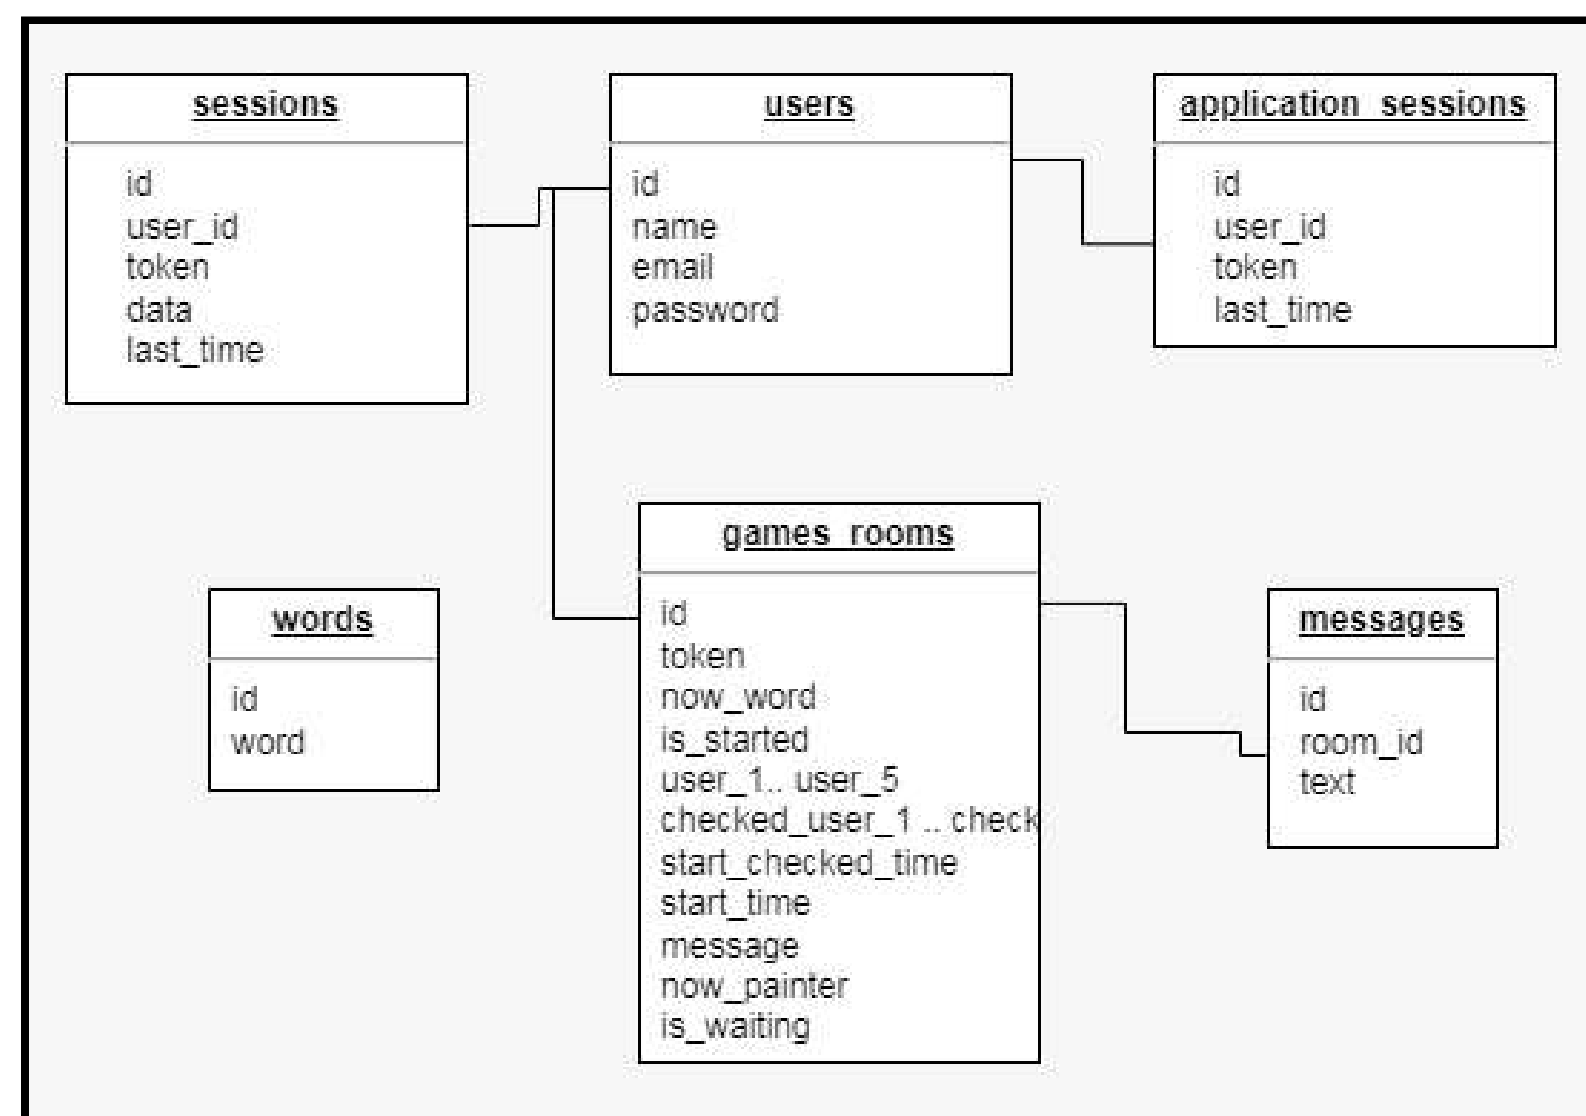 sessions
id
user_id
token
data
last_time
users
id
name
email
password
application_sessions
id
user_id
token
last_time
words
id
word
games_rooms
id
token
now_word
is_started
user_1.. user_5
checked_user_1 .. check
start_checked_time
start_time
message
now_painter
is_waiting
messages
id
room_id
text